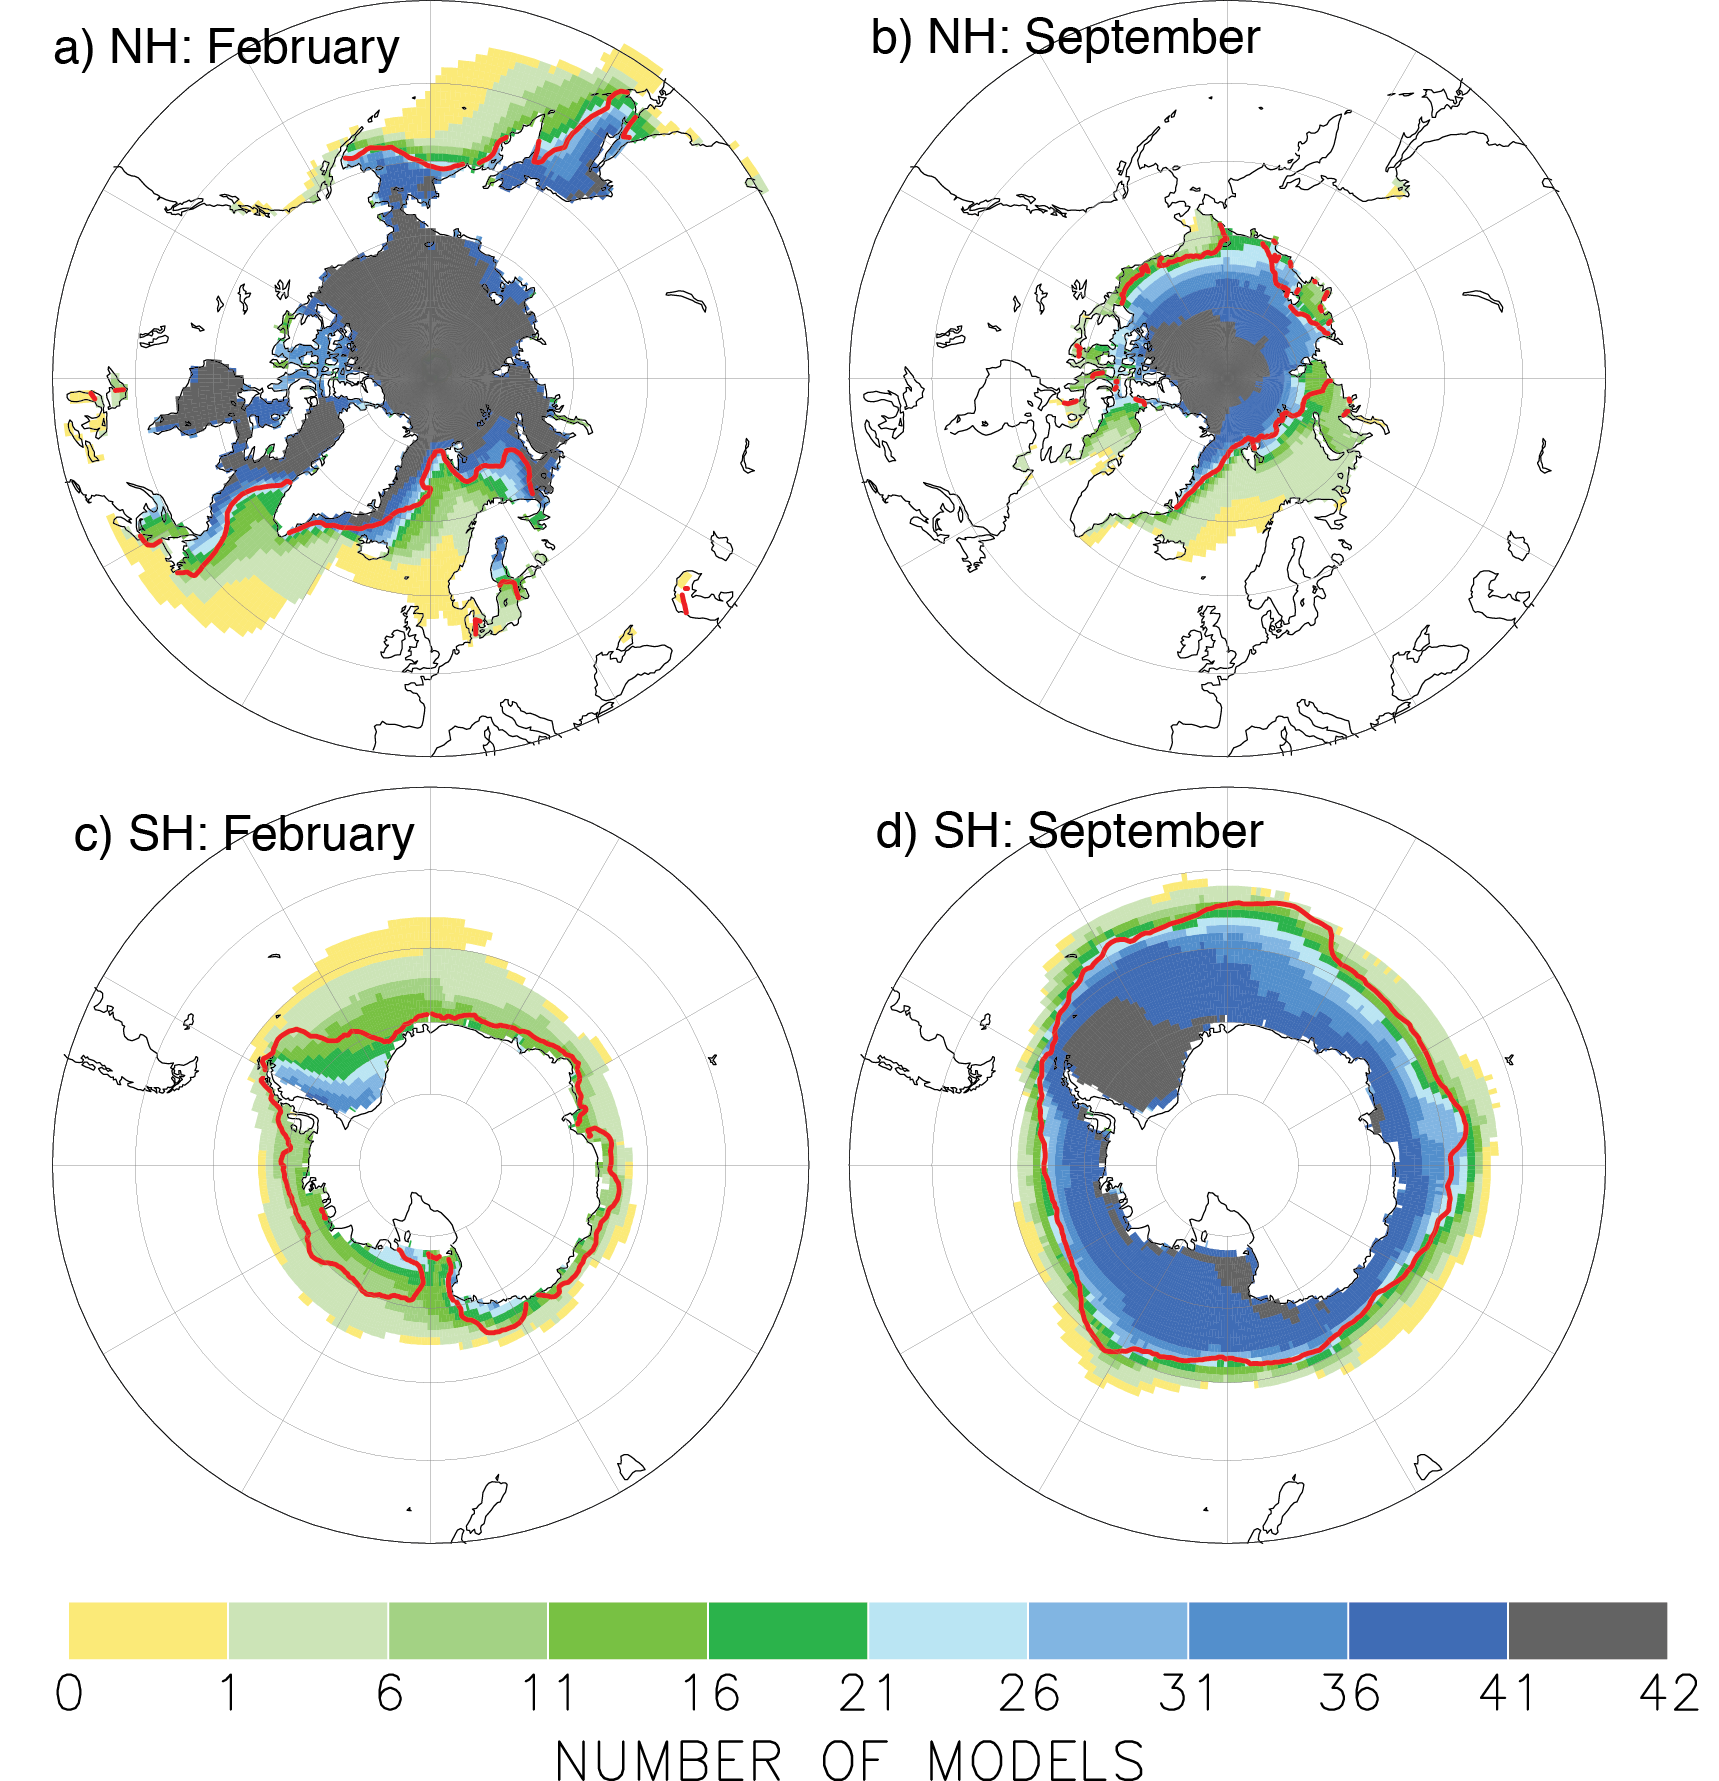 a) NH: February
b) NH: September
c) SH: February
d) SH: September
0 1 6 11 16 21 26 31 36 41 42
NUMBER OF MODELS